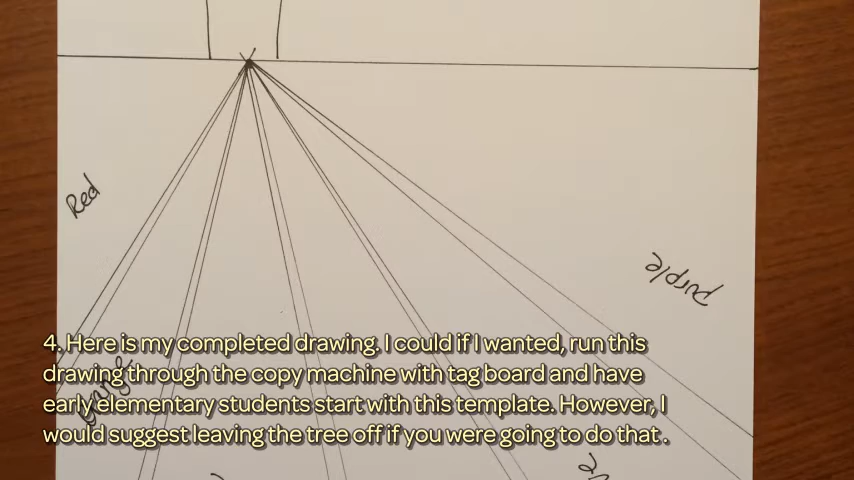 Red
purple
4. Here is my completed drawing. I could if I wanted, run this
drawing through the copy machine with tag board and have
early elementary students start with this template. However, I
would suggest leaving the tree off if you were going to do that .